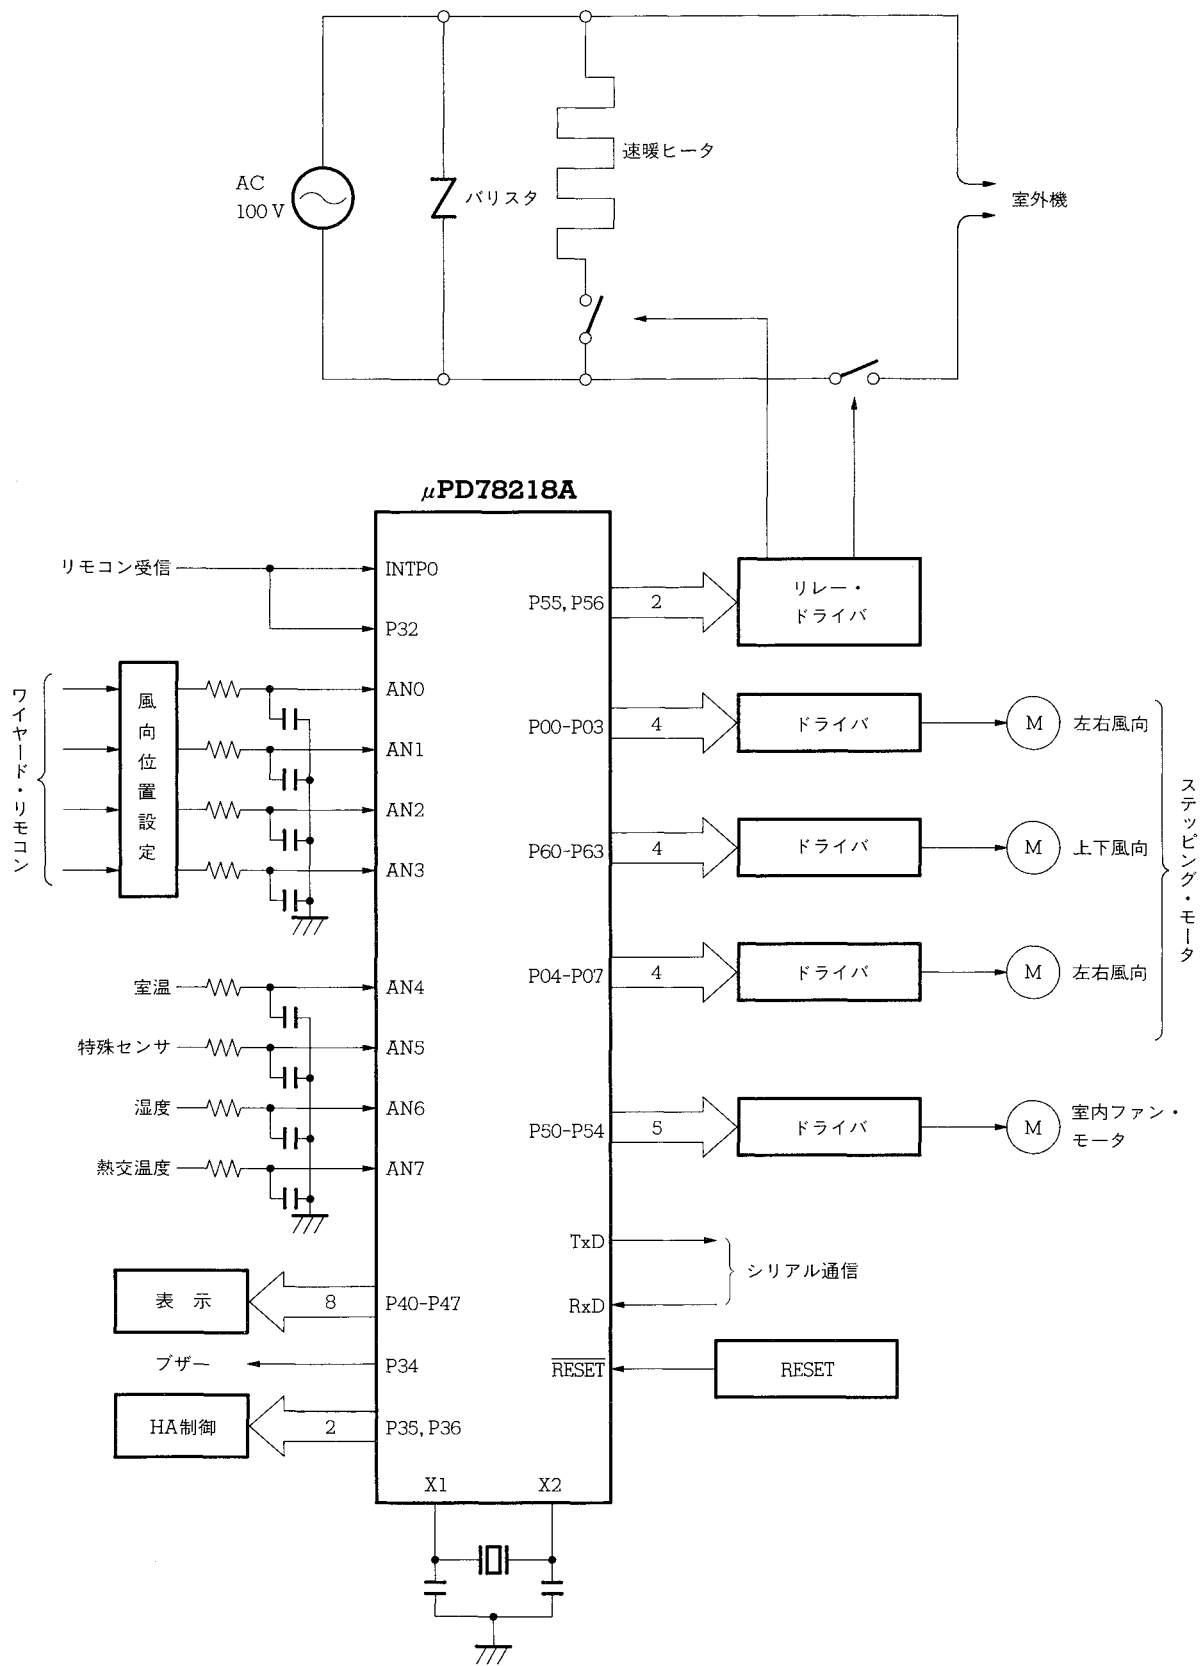 速暖ヒータ
AC
100 V
バリスタ
室外機
μPD78218A
リモコン受信
INTP0
P32
P55, P56
2
リレー・
ドライバ
ワイヤード・リモコン
風向位置設定
AN0
AN1
AN2
AN3
P00-P03
4
ドライバ
M
左右風向
P60-P63
4
ドライバ
M
上下風向
P04-P07
4
ドライバ
M
左右風向
ステッピング・モータ
室温
AN4
特殊センサ
AN5
湿度
AN6
熱交温度
AN7
P50-P54
5
ドライバ
M
室内ファン・
モータ
TxD
RxD
シリアル通信
表 示
8
P40-P47
ブザー
P34
RESET
RESET
HA制御
2
P35, P36
X1
X2